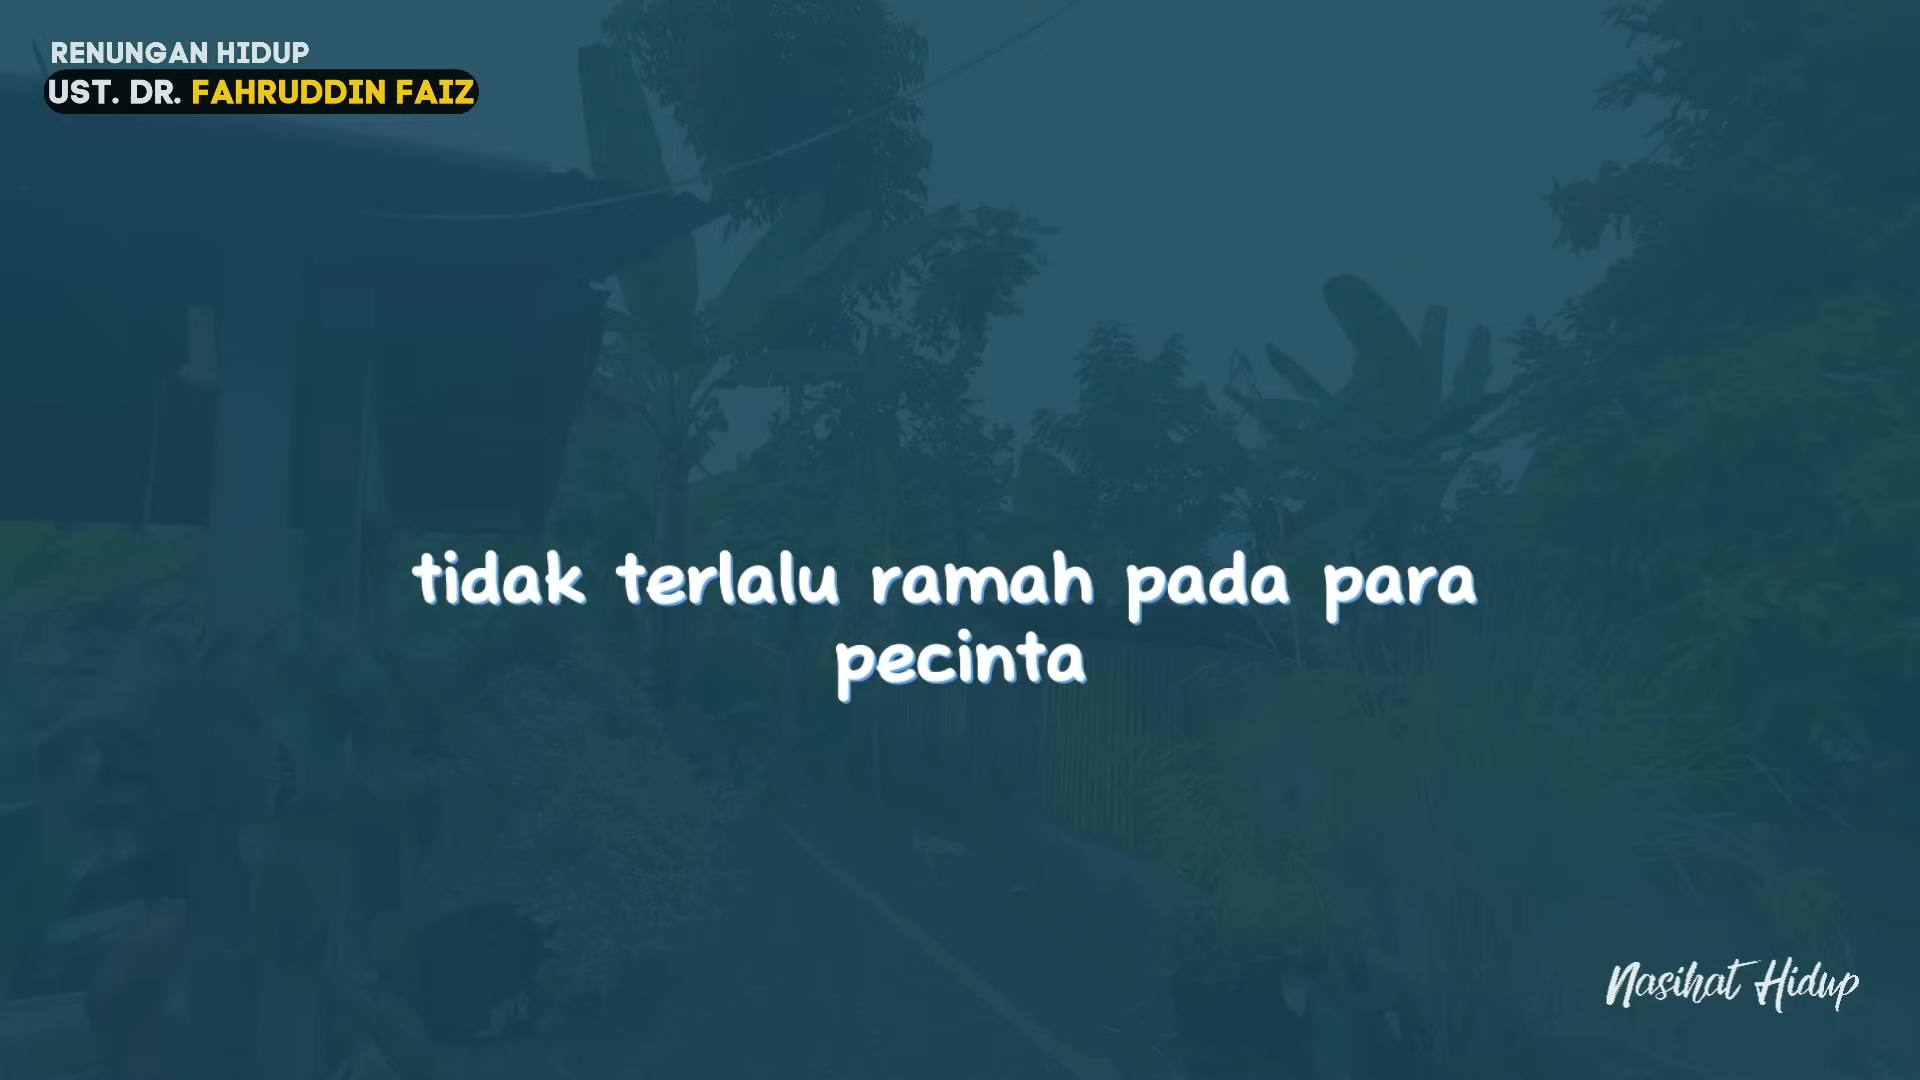 RENUNGAN HIDUP
UST. DR. FAHRUDDIN FAIZ
tidak terlalu ramah pada para
pecinta
Nasihat Hidup